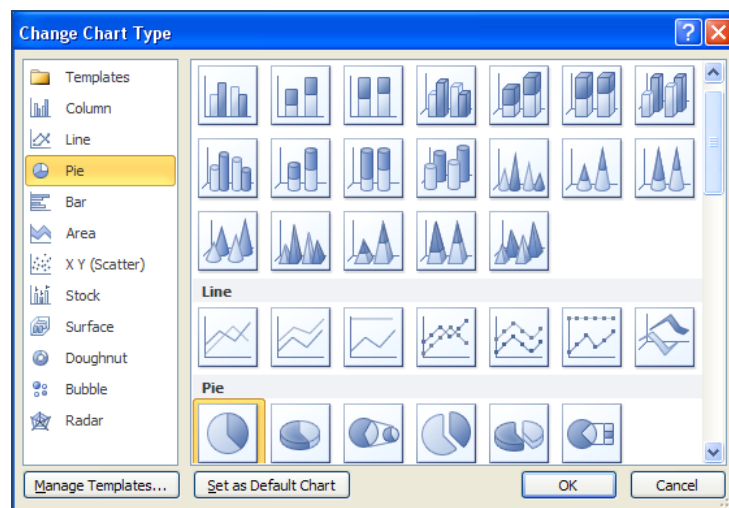 Change Chart Type
Templates
Column
Line
Pie
Bar
Area
X Y (Scatter)
Stock
Surface
Doughnut
Bubble
Radar
Line
Pie
Manage Templates...
Set as Default Chart
OK
Cancel